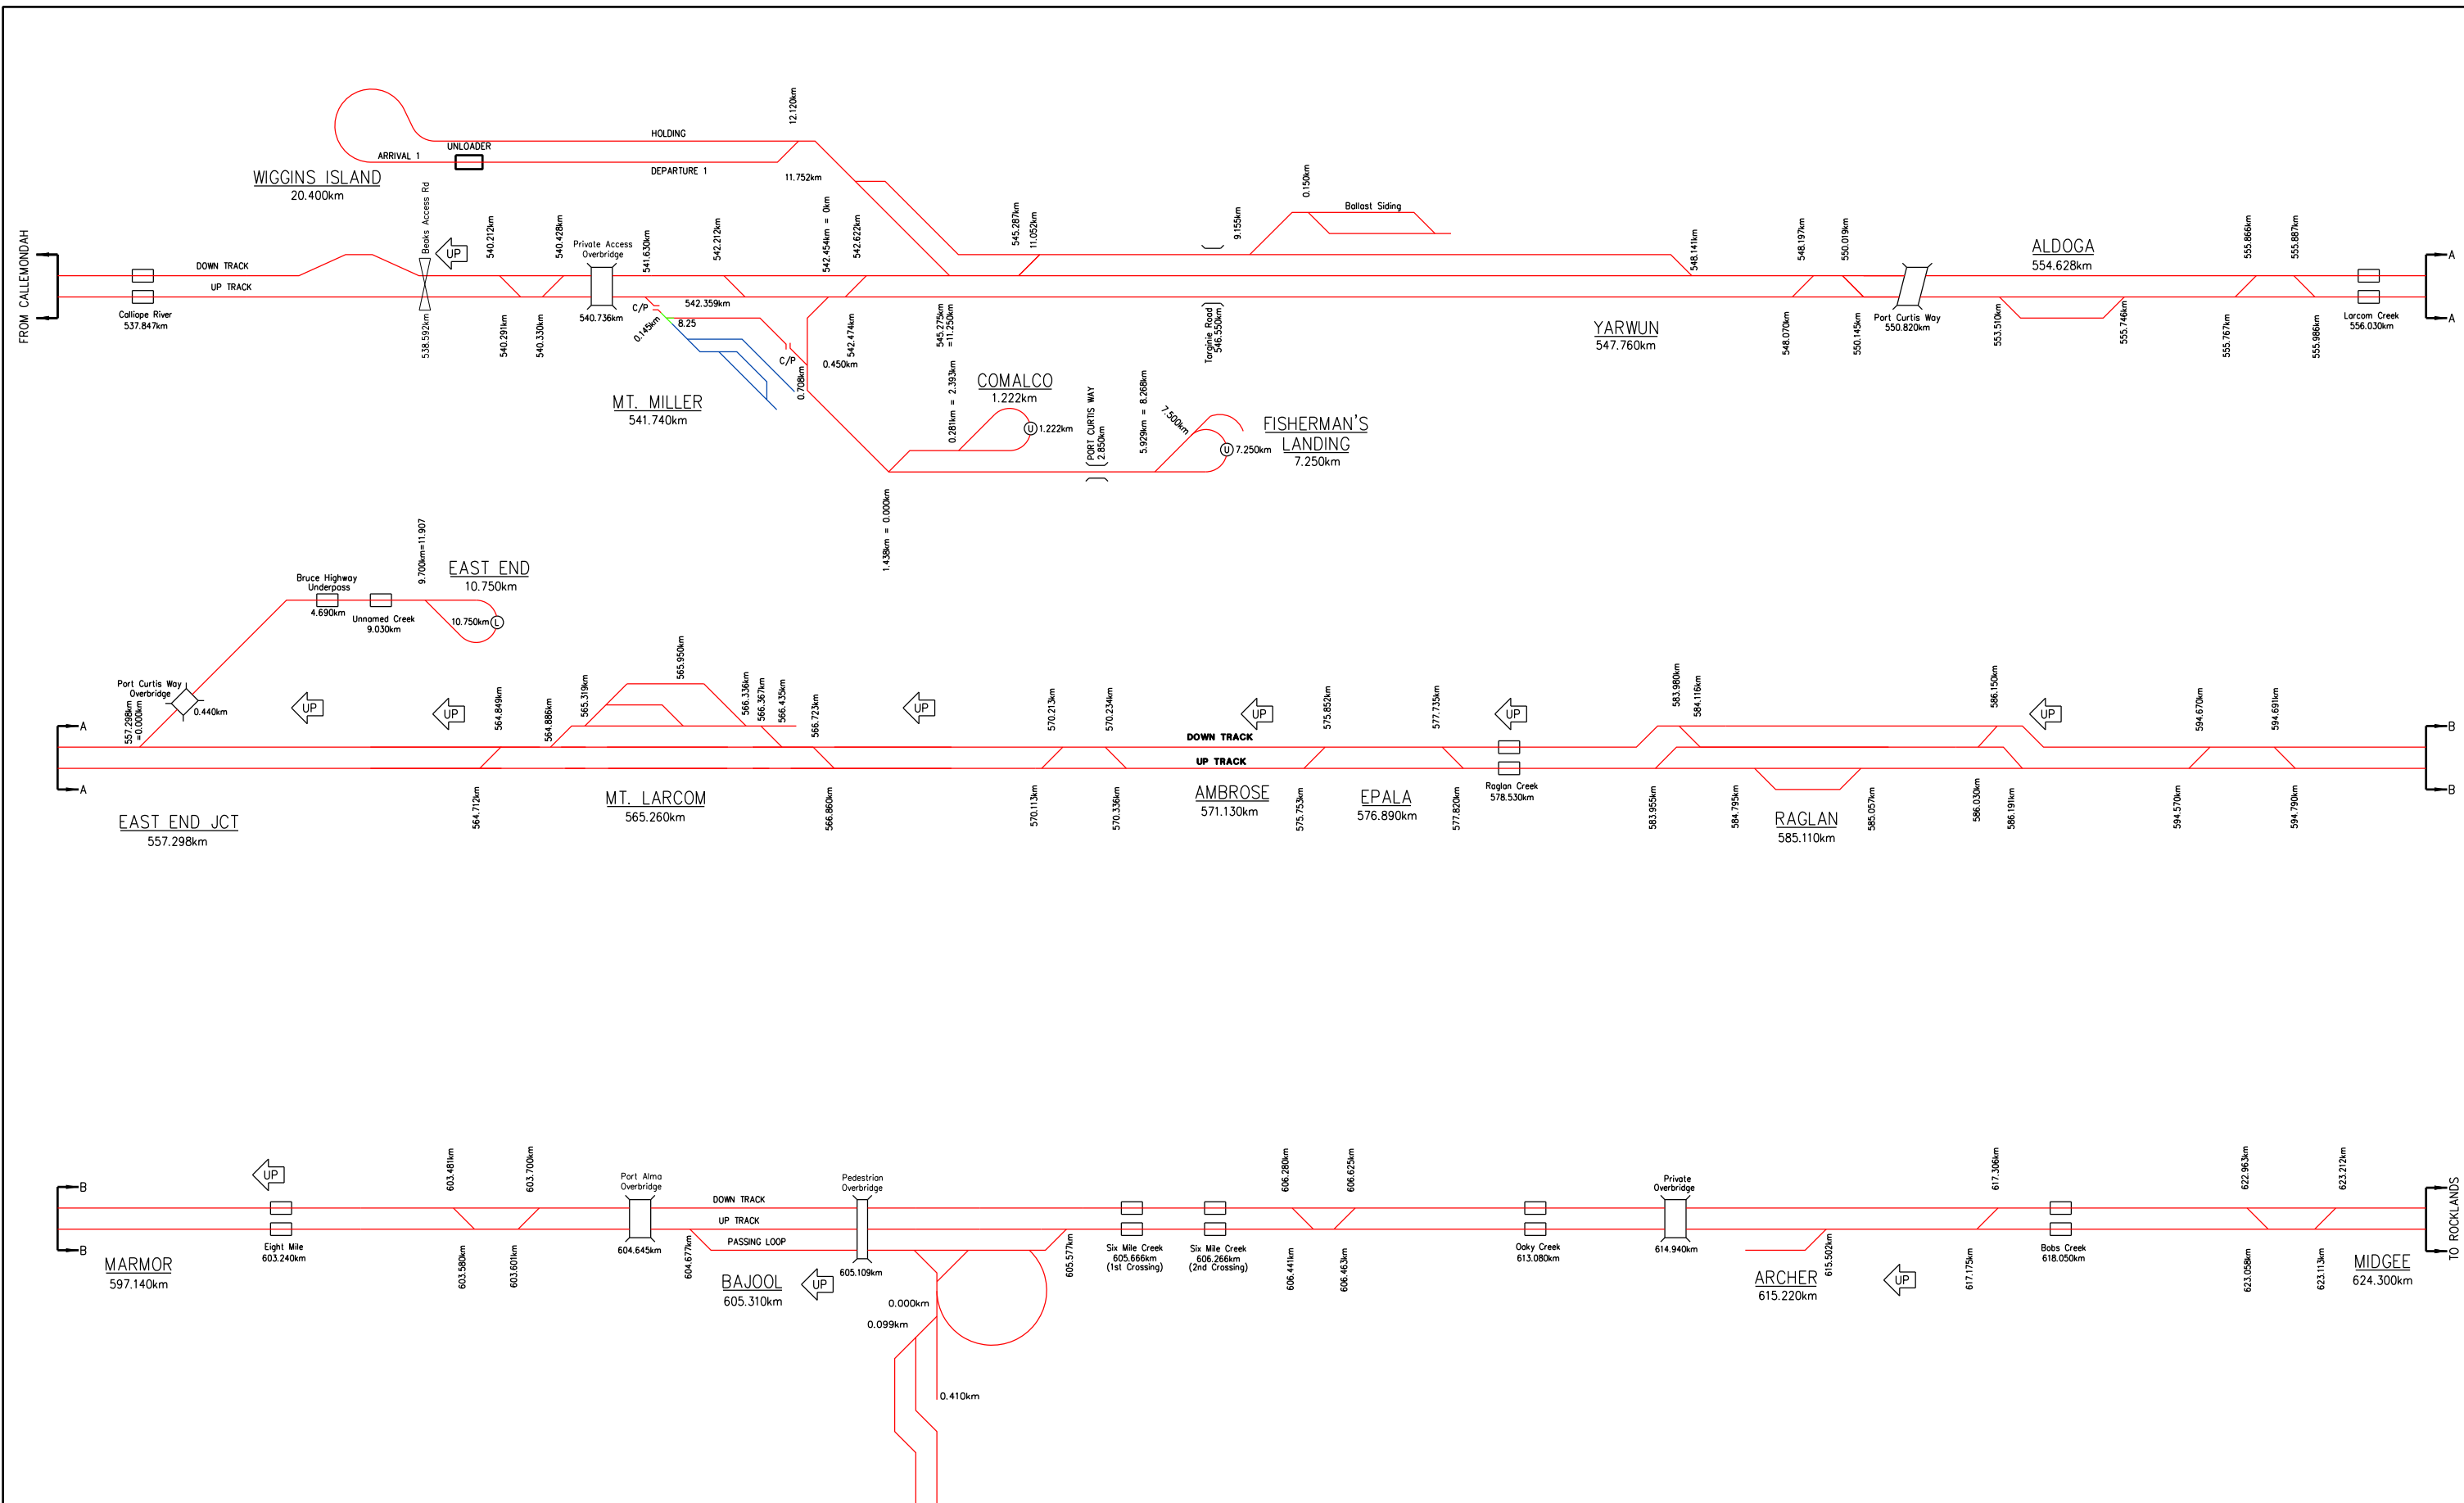 12.120km
HOLDING
ARRIVAL 1
UNLOADER
DEPARTURE 1
11.752km
WIGGINS ISLAND
20.400km
Beaks Access Rd
UP
FROM CALLEMONDAH
DOWN TRACK
UP TRACK
Calliope River
537.847km
538.592km
540.212km
540.428km
540.291km
540.330km
Private Access
Overbridge
540.736km
541.630km
542.212km
542.454km = 0km
542.622km
C/P
542.359km
0.145km
8.25
C/P
542.474km
0.450km
0.708km
MT. MILLER
541.740km
545.287km
11.052km
545.275km
=11.250km
9.155km
0.150km
Ballast Siding
Targinie Road
546.550km
548.141km
548.197km
550.019km
YARWUN
547.760km
548.070km
550.145km
Port Curtis Way
550.820km
ALDOGA
554.628km
553.510km
555.746km
555.866km
555.887km
555.767km
555.986km
Larcom Creek
556.030km
A
A
COMALCO
1.222km
0.281km = 2.393km
U
1.222km
PORT CURTIS WAY
2.850km
5.929km = 8.268km
7.500km
U
7.250km
FISHERMAN'S
LANDING
7.250km
1.438km = 0.000km
9.700km=11.907
EAST END
10.750km
Bruce Highway
Underpass
4.690km
Unnamed Creek
9.030km
10.750km
L
Port Curtis Way
Overbridge
0.440km
557.298km
=0.000km
A
A
EAST END JCT
557.298km
UP
UP
564.849km
564.712km
564.886km
565.319km
565.950km
566.336km
566.367km
566.435km
566.723km
MT. LARCOM
565.260km
566.860km
UP
570.213km
570.234km
570.113km
570.336km
DOWN TRACK
UP TRACK
UP
AMBROSE
571.130km
575.852km
575.753km
EPALA
576.890km
577.735km
577.820km
UP
Raglan Creek
578.530km
583.980km
584.116km
583.955km
584.795km
RAGLAN
585.110km
585.057km
586.150km
586.030km
586.191km
UP
594.670km
594.691km
594.570km
594.790km
B
B
B
B
MARMOR
597.140km
UP
Eight Mile
603.240km
603.481km
603.700km
603.580km
603.601km
Port Alma
Overbridge
604.645km
DOWN TRACK
UP TRACK
PASSING LOOP
604.677km
BAJOOL
605.310km
UP
Pedestrian
Overbridge
605.109km
0.000km
0.099km
0.410km
605.577km
Six Mile Creek
605.666km
(1st Crossing)
Six Mile Creek
606.266km
(2nd Crossing)
606.280km
606.625km
606.441km
606.463km
Oaky Creek
613.080km
Private
Overbridge
614.940km
ARCHER
615.220km
615.502km
UP
617.306km
617.175km
Bobs Creek
618.050km
622.963km
623.212km
623.058km
623.113km
MIDGEE
624.300km
B
B
TO ROCKLANDS